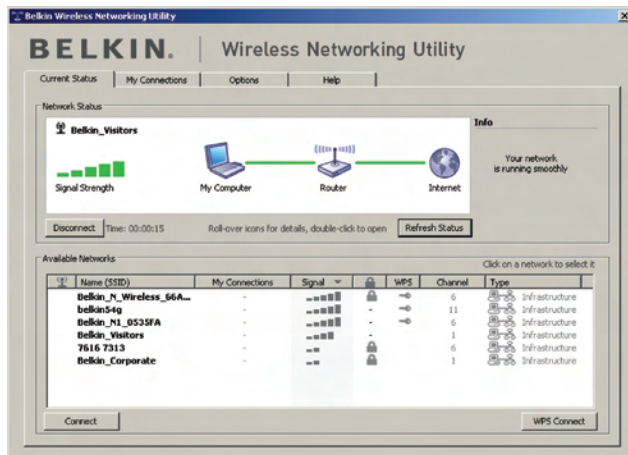 Belkin Wireless Networking Utility
BELKIN. Wireless Networking Utility
Current Status My Connections Options Help
Network Status
Belkin_Visitors
Info
Your network
is running smoothly
Signal Strength My Computer Router Internet
Disconnect Time: 00:00:15 Roll-over icons for details, double-click to open Refresh Status
Available Networks
Click on a network to select it
Name (SSID) My Connections Signal WPS Channel Type
Belkin_N_Wireless_66A... - 6 Infrastructure
belkin54g - - 11 Infrastructure
Belkin_N1_0535FA - - 6 Infrastructure
Belkin_Visitors - - 1 Infrastructure
7616 7313 - 6 Infrastructure
Belkin_Corporate - 1 Infrastructure
Connect WPS Connect